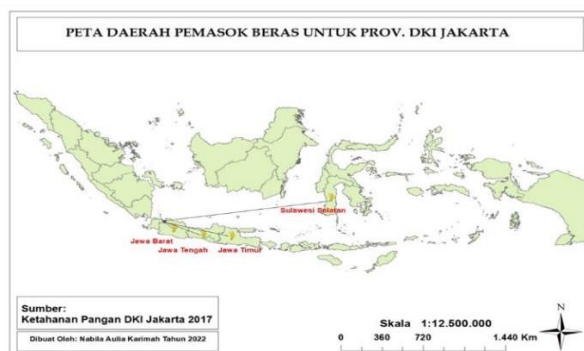 PETA DAERAH PEMASOK BERAS UNTUK PROV. DKI JAKARTA
Sulawesi Selatan
Jawa Barat
Jawa Tengah
Jawa Timur
Sumber:
Ketahanan Pangan DKI Jakarta 2017
Dibuat Oleh: Nabila Aulia Karimah Tahun 2022
Skala 1:12.500.000
0 360 720 1.440 Km
N